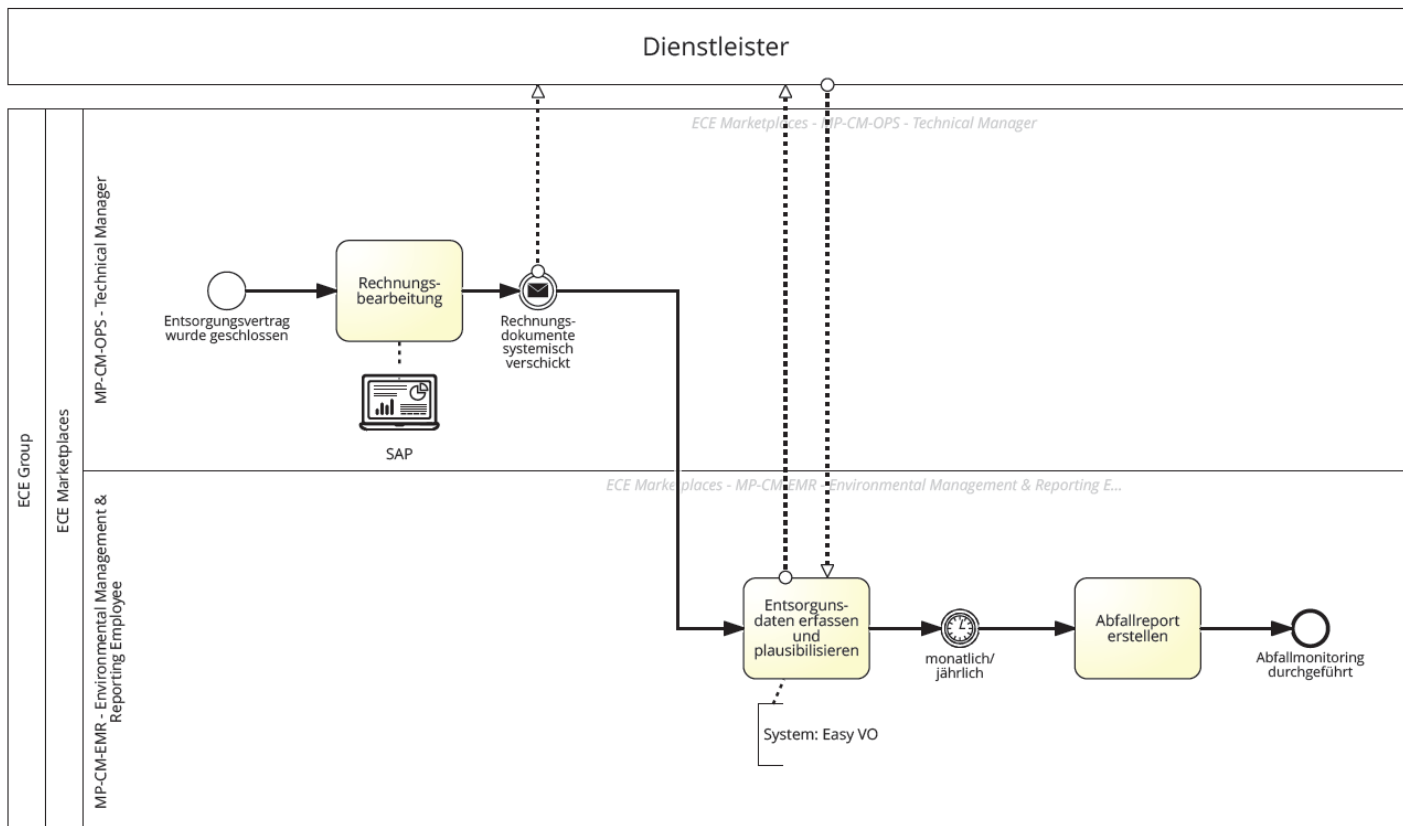 Dienstleister
ECE Group
ECE Marketplaces
MP-CM-OPS - Technical Manager
ECE Marketplaces - MP-CM-OPS - Technical Manager
Entsorgungsvertrag
wurde geschlossen
Rechnungs-
bearbeitung
SAP
Rechnungs-
dokumente
systemisch
verschickt
MP-CM-EMR - Environmental Management &
Reporting Employee
ECE Marketplaces - MP-CM-EMR - Environmental Management & Reporting E...
Entsorguns-
daten erfassen
und
plausibilisieren
System: Easy VO
monatlich/
jährlich
Abfallreport
erstellen
Abfallmonitoring
durchgeführt